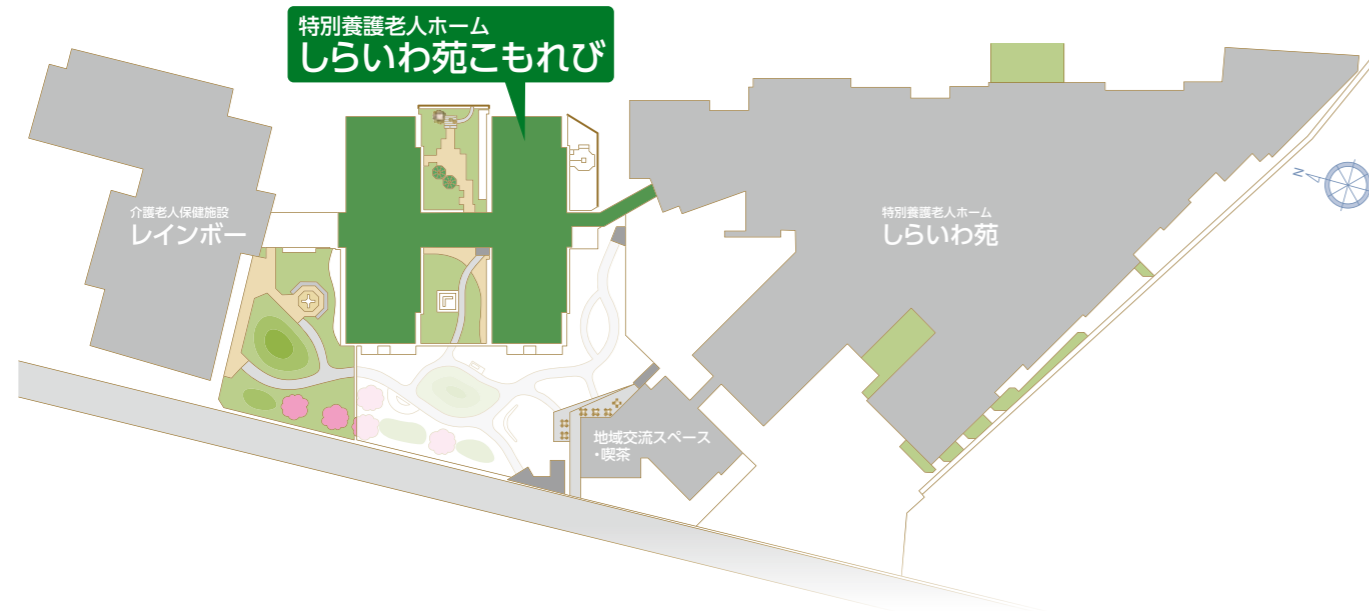 特別養護老人ホーム
しらいわ苑こもれび
介護老人保健施設
レインボー
特別養護老人ホーム
しらいわ苑
N
地域交流スペース
・喫茶